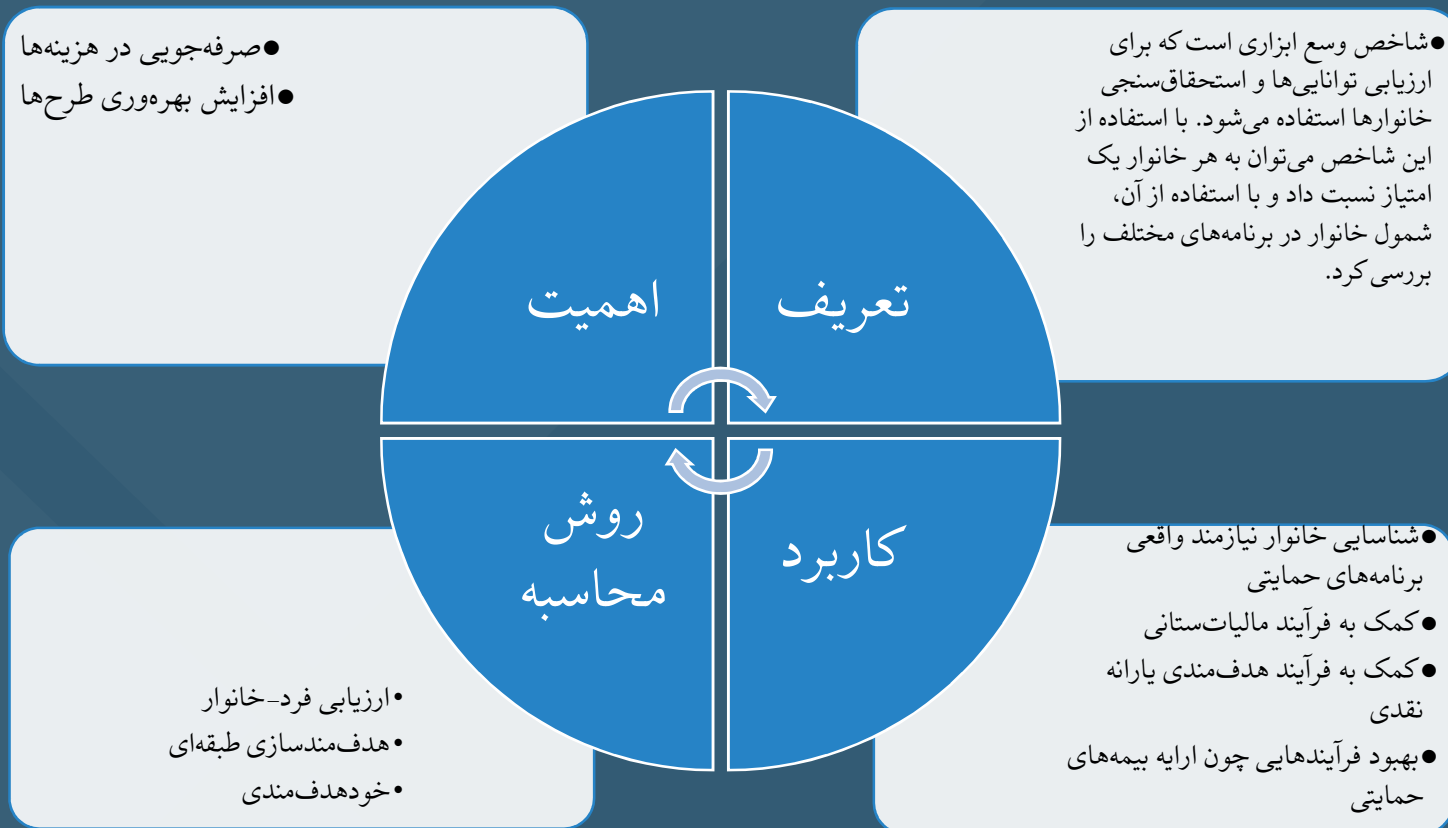 ●شاخص وسع ابزاری است که برای
ارزیابی توانایی‌ها و استحقاق‌سنجی
خانوارها استفاده می‌شود. با استفاده از
این شاخص می‌توان به هر خانوار یک
امتیاز نسبت داد و با استفاده از آن،
شمول خانوار در برنامه‌های مختلف را
بررسی کرد.
●صرفه‌جویی در هزینه‌ها
●افزایش بهره‌وری طرح‌ها
تعریف
اهمیت
کاربرد
روش
محاسبه
●شناسایی خانوار نیازمند واقعی
برنامه‌های حمایتی
●کمک به فرآیند مالیات‌ستانی
●کمک به فرآیند هدف‌مندی یارانه
نقدی
●بهبود فرآیندهایی چون ارایه بیمه‌های
حمایتی
•ارزیابی فرد-خانوار
•هدف‌مندسازی طبقه‌ای
•خودهدف‌مندی